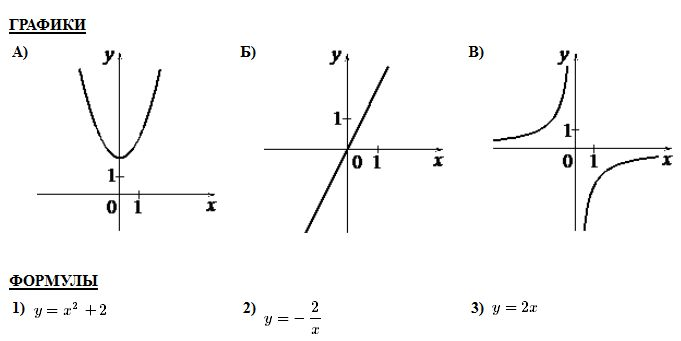 ГРАФИКИ
А) Б) В)
y y y
1 1 1
0 1 x 0 1 x 0 1 x
ФОРМУЛЫ
1) y = x² + 2 2) y = − 2/x 3) y = 2x